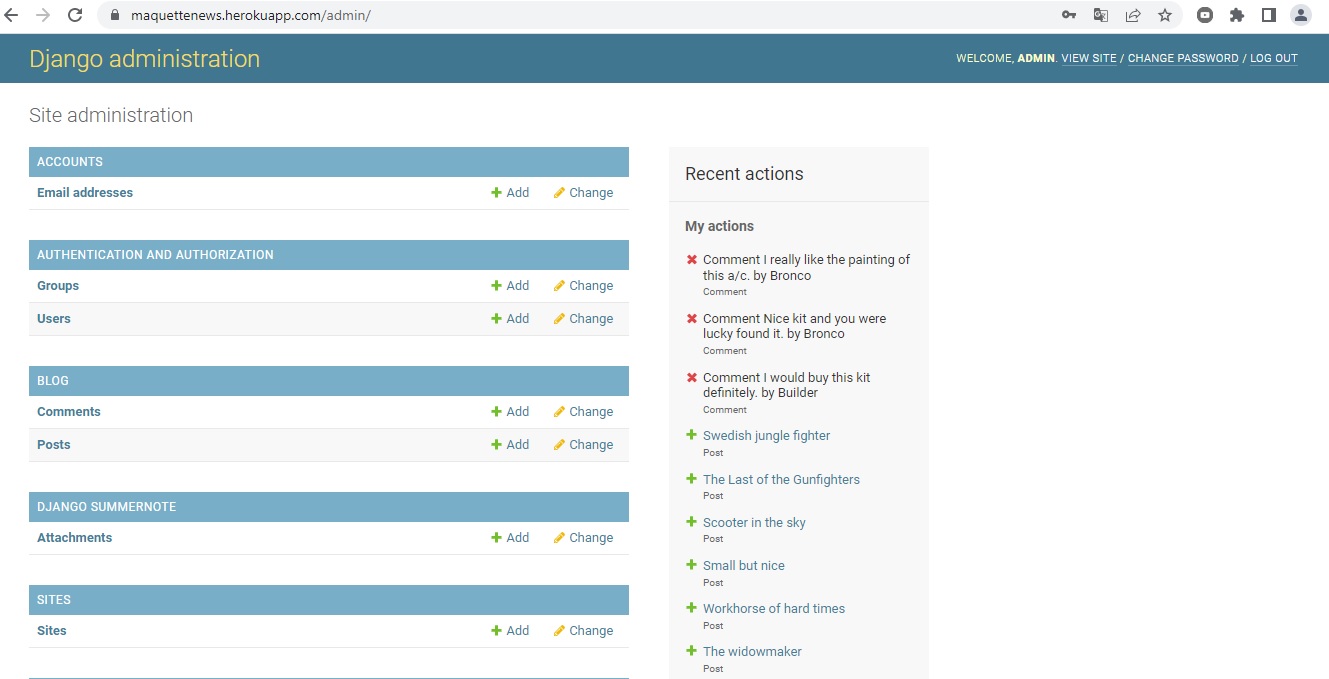 maquettenews.herokuapp.com/admin/
Django administration
WELCOME, ADMIN. VIEW SITE / CHANGE PASSWORD / LOG OUT
Site administration
ACCOUNTS
Email addresses Add Change
AUTHENTICATION AND AUTHORIZATION
Groups Add Change
Users Add Change
BLOG
Comments Add Change
Posts Add Change
DJANGO SUMMERNOTE
Attachments Add Change
SITES
Sites Add Change
Recent actions
My actions
Comment I really like the painting of
this a/c. by Bronco
Comment
Comment Nice kit and you were
lucky found it. by Bronco
Comment
Comment I would buy this kit
definitely. by Builder
Comment
Swedish jungle fighter
Post
The Last of the Gunfighters
Post
Scooter in the sky
Post
Small but nice
Post
Workhorse of hard times
Post
The widowmaker
Post